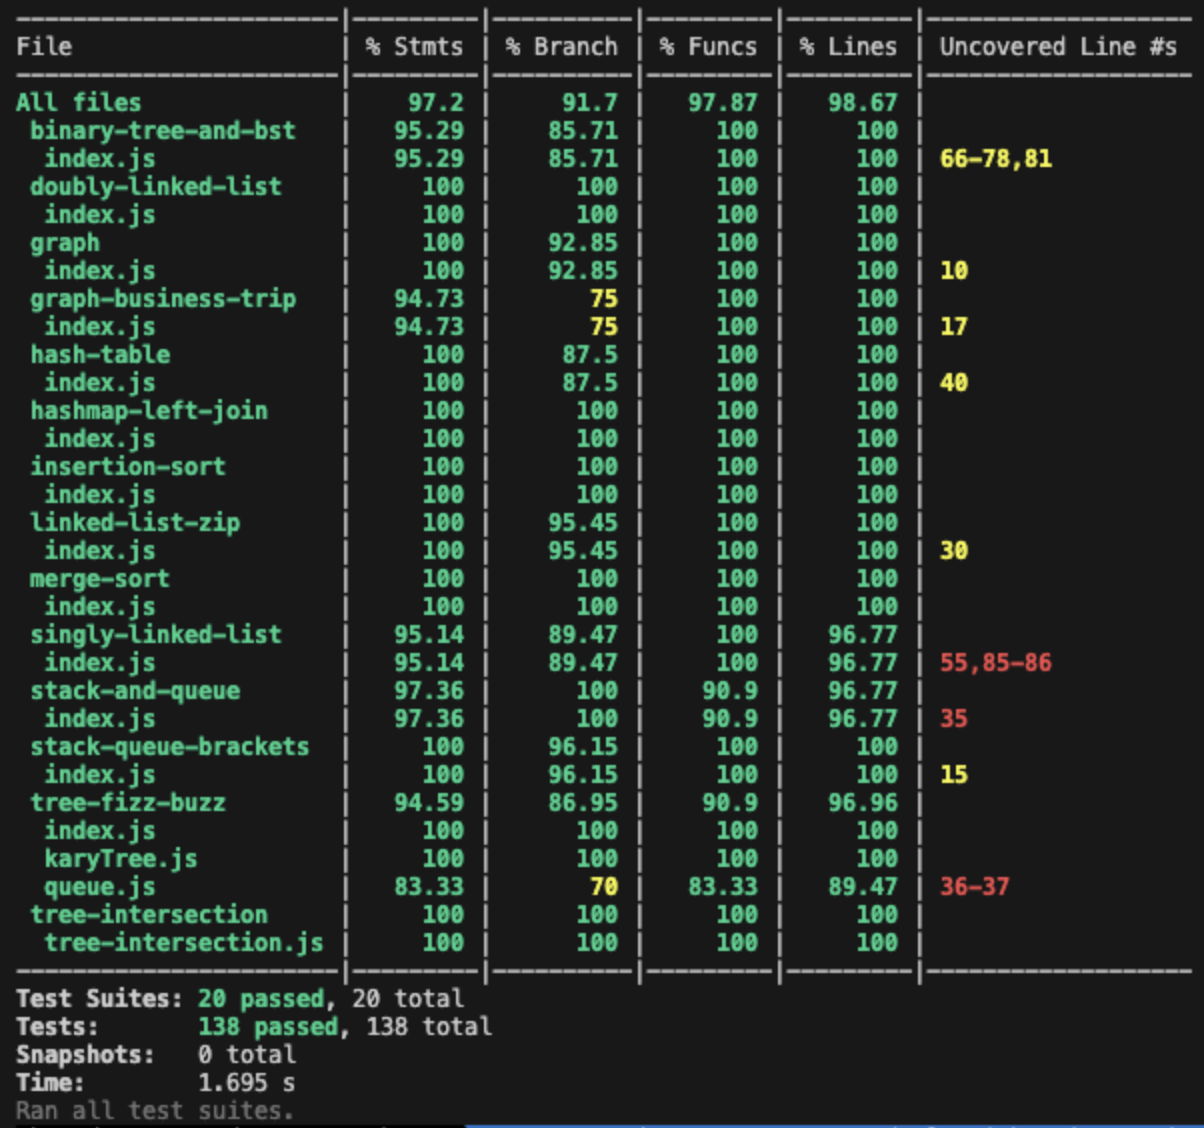 File | % Stmts | % Branch | % Funcs | % Lines | Uncovered Line #s
All files | 97.2 | 91.7 | 97.87 | 98.67 |
binary-tree-and-bst | 95.29 | 85.71 | 100 | 100 |
index.js | 95.29 | 85.71 | 100 | 100 | 66-78,81
doubly-linked-list | 100 | 100 | 100 | 100 |
index.js | 100 | 100 | 100 | 100 |
graph | 100 | 92.85 | 100 | 100 |
index.js | 100 | 92.85 | 100 | 100 | 10
graph-business-trip | 94.73 | 75 | 100 | 100 |
index.js | 94.73 | 75 | 100 | 100 | 17
hash-table | 100 | 87.5 | 100 | 100 |
index.js | 100 | 87.5 | 100 | 100 | 40
hashmap-left-join | 100 | 100 | 100 | 100 |
index.js | 100 | 100 | 100 | 100 |
insertion-sort | 100 | 100 | 100 | 100 |
index.js | 100 | 100 | 100 | 100 |
linked-list-zip | 100 | 95.45 | 100 | 100 |
index.js | 100 | 95.45 | 100 | 100 | 30
merge-sort | 100 | 100 | 100 | 100 |
index.js | 100 | 100 | 100 | 100 |
singly-linked-list | 95.14 | 89.47 | 100 | 96.77 |
index.js | 95.14 | 89.47 | 100 | 96.77 | 55,85-86
stack-and-queue | 97.36 | 100 | 90.9 | 96.77 |
index.js | 97.36 | 100 | 90.9 | 96.77 | 35
stack-queue-brackets | 100 | 96.15 | 100 | 100 |
index.js | 100 | 96.15 | 100 | 100 | 15
tree-fizz-buzz | 94.59 | 86.95 | 90.9 | 96.96 |
index.js | 100 | 100 | 100 | 100 |
karyTree.js | 100 | 100 | 100 | 100 |
queue.js | 83.33 | 70 | 83.33 | 89.47 | 36-37
tree-intersection | 100 | 100 | 100 | 100 |
tree-intersection.js | 100 | 100 | 100 | 100 |
Test Suites: 20 passed, 20 total
Tests: 138 passed, 138 total
Snapshots: 0 total
Time: 1.695 s
Ran all test suites.